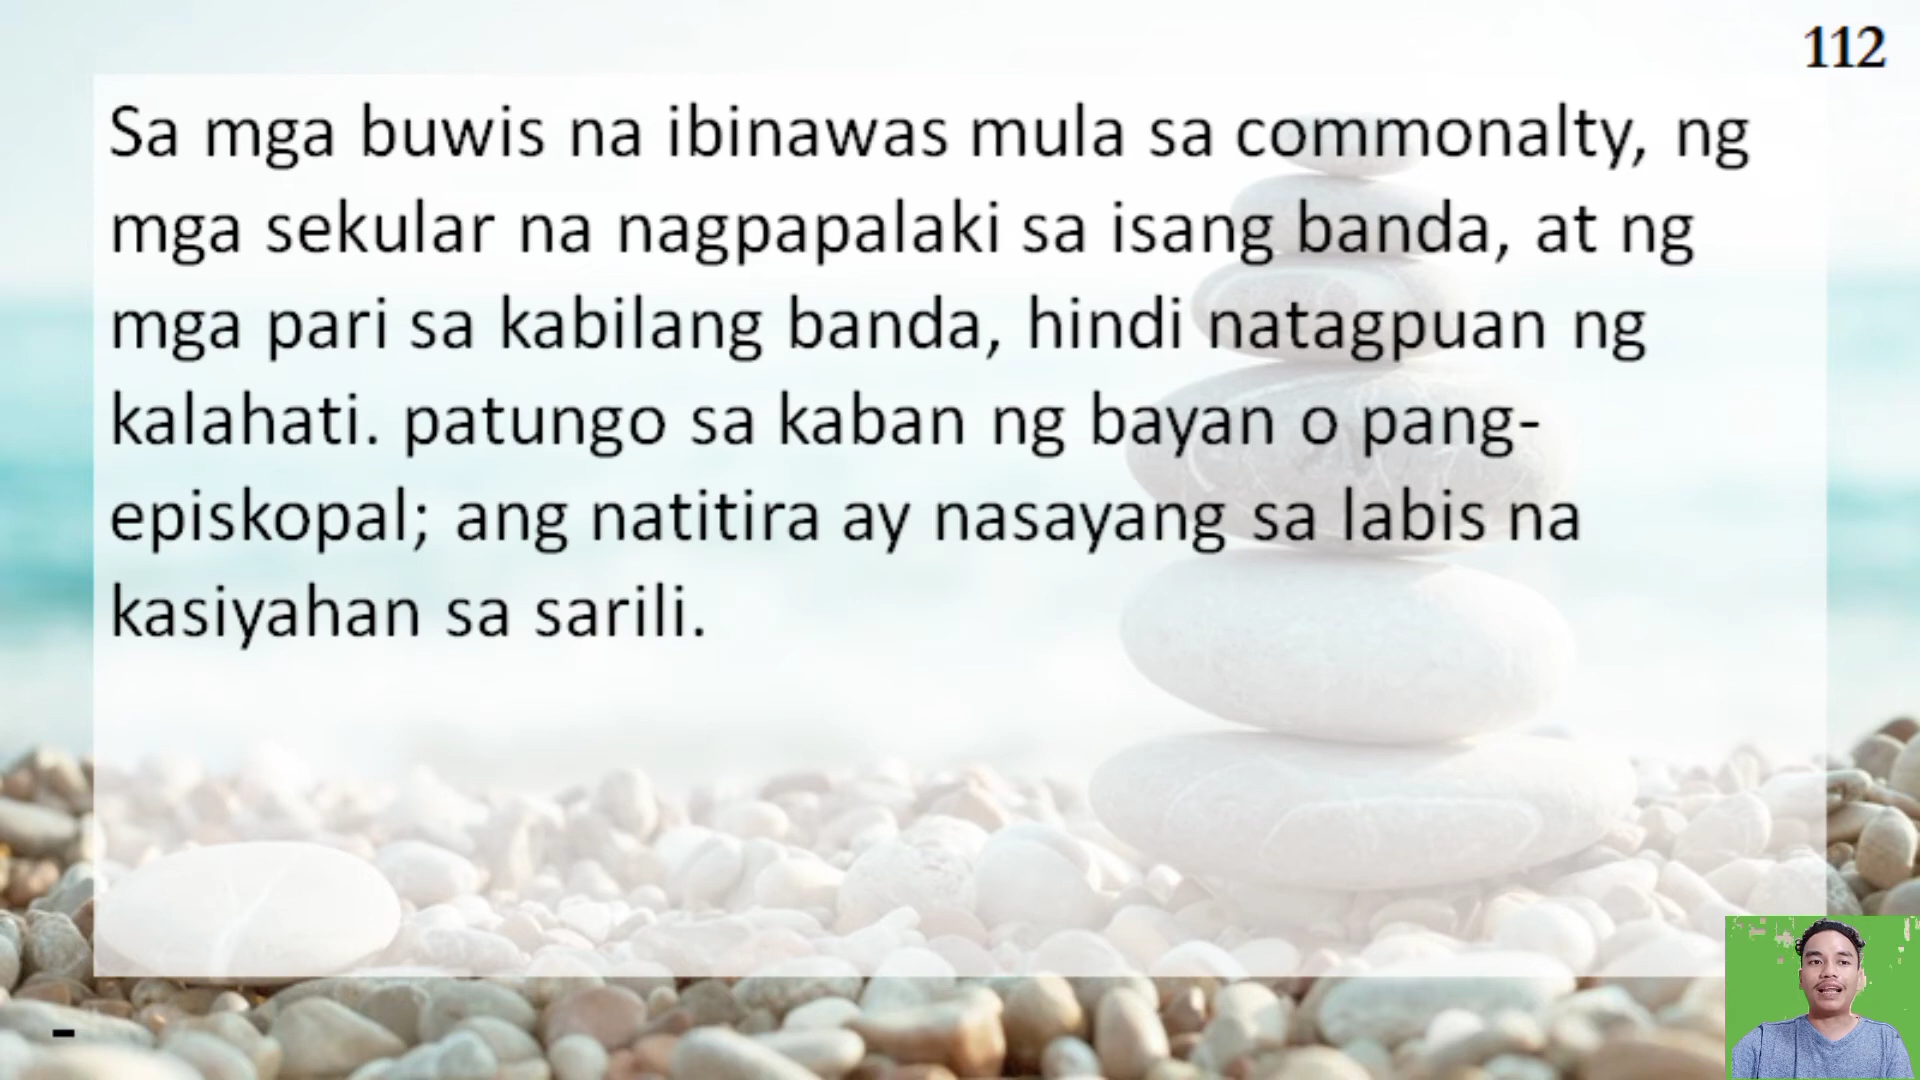 112
Sa mga buwis na ibinawas mula sa commonalty, ng
mga sekular na nagpapalaki sa isang banda, at ng
mga pari sa kabilang banda, hindi natagpuan ng
kalahati. patungo sa kaban ng bayan o pang-
episkopal; ang natitira ay nasayang sa labis na
kasiyahan sa sarili.
-